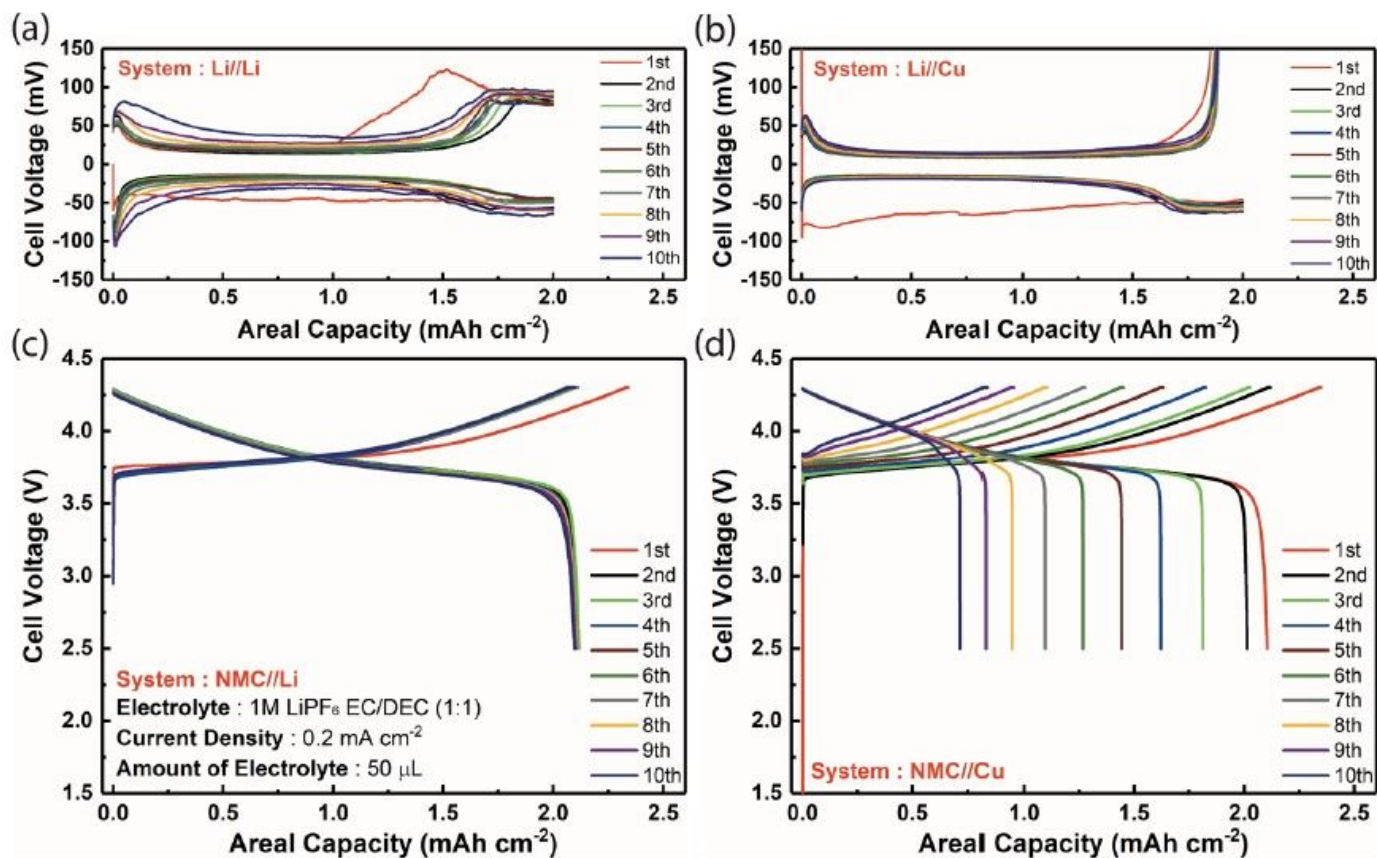 (a)
150
100
50
0
-50
-100
-150
Cell Voltage (mV)
System : Li//Li
1st
2nd
3rd
4th
5th
6th
7th
8th
9th
10th
0.0 0.5 1.0 1.5 2.0 2.5
Areal Capacity (mAh cm-2)
(b)
150
100
50
0
-50
-100
-150
Cell Voltage (mV)
System : Li//Cu
1st
2nd
3rd
4th
5th
6th
7th
8th
9th
10th
0.0 0.5 1.0 1.5 2.0 2.5
Areal Capacity (mAh cm-2)
(c)
4.5
4.0
3.5
3.0
2.5
2.0
1.5
Cell Voltage (V)
1st
2nd
3rd
4th
5th
6th
7th
8th
9th
10th
System : NMC//Li
Electrolyte : 1M LiPF6 EC/DEC (1:1)
Current Density : 0.2 mA cm-2
Amount of Electrolyte : 50 μL
0.0 0.5 1.0 1.5 2.0 2.5
Areal Capacity (mAh cm-2)
(d)
4.5
4.0
3.5
3.0
2.5
2.0
1.5
Cell Voltage (V)
1st
2nd
3rd
4th
5th
6th
7th
8th
9th
10th
System : NMC//Cu
0.0 0.5 1.0 1.5 2.0 2.5
Areal Capacity (mAh cm-2)